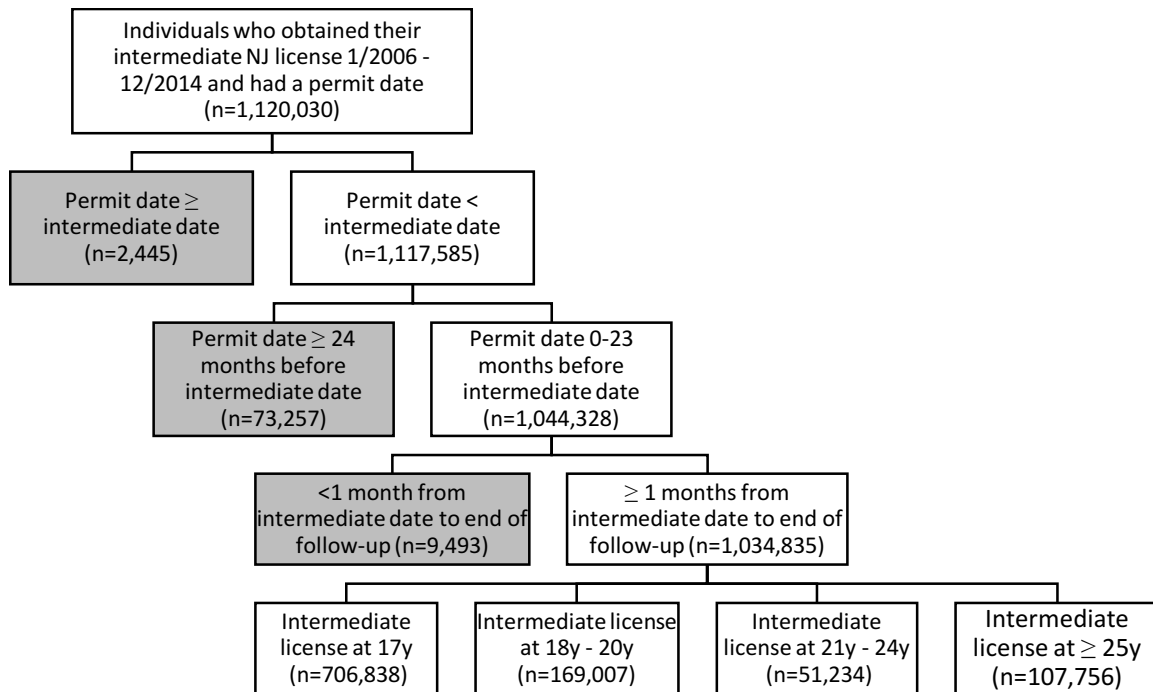 Individuals who obtained their
intermediate NJ license 1/2006 -
12/2014 and had a permit date
(n=1,120,030)
Permit date ≥
intermediate date
(n=2,445)
Permit date <
intermediate date
(n=1,117,585)
Permit date ≥ 24
months before
intermediate date
(n=73,257)
Permit date 0-23
months before
intermediate date
(n=1,044,328)
<1 month from
intermediate date to end of
follow-up (n=9,493)
≥ 1 months from
intermediate date to end of
follow-up (n=1,034,835)
Intermediate
license at 17y
(n=706,838)
Intermediate license
at 18y - 20y
(n=169,007)
Intermediate
license at 21y - 24y
(n=51,234)
Intermediate
license at ≥ 25y
(n=107,756)